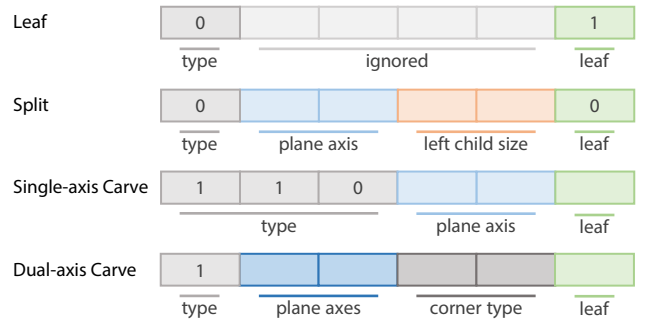 Leaf 0 1
type ignored leaf
Split 0 0
type plane axis left child size leaf
Single-axis Carve 1 1 0
type plane axis leaf
Dual-axis Carve 1
type plane axes corner type leaf